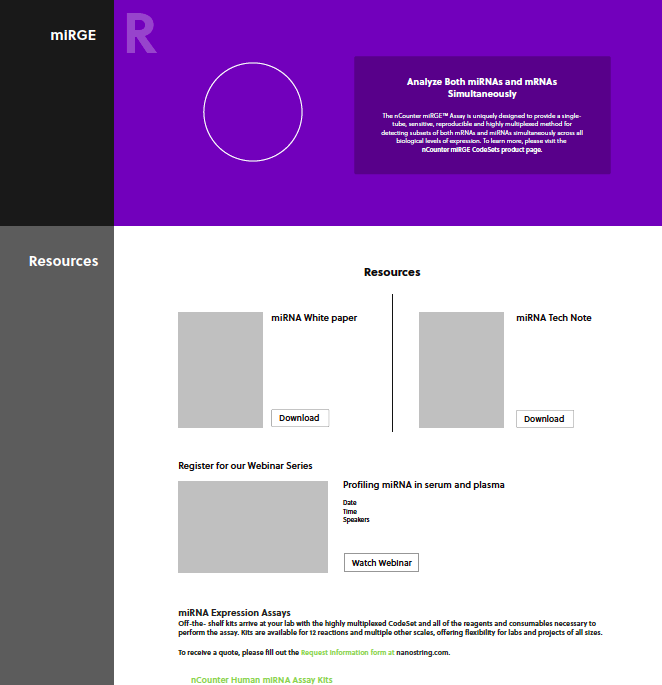 miRGE
R
Analyze Both miRNAs and mRNAs
Simultaneously
The nCounter miRGE™ Assay is uniquely designed to provide a single-
tube, sensitive, reproducible and highly multiplexed method for
detecting subsets of both mRNAs and miRNAs simultaneously across all
biological levels of expression. To learn more, please visit the
nCounter miRGE CodeSets product page.
Resources
Resources
miRNA White paper
miRNA Tech Note
Download
Download
Register for our Webinar Series
Profiling miRNA in serum and plasma
Date
Time
Speakers
Watch Webinar
miRNA Expression Assays
Off-the- shelf kits arrive at your lab with the highly multiplexed CodeSet and all of the reagents and consumables necessary to
perform the assay. Kits are available for 12 reactions and multiple other scales, offering flexibility for labs and projects of all sizes.
To receive a quote, please fill out the Request Information form at nanostring.com.
nCounter Human miRNA Assay Kits